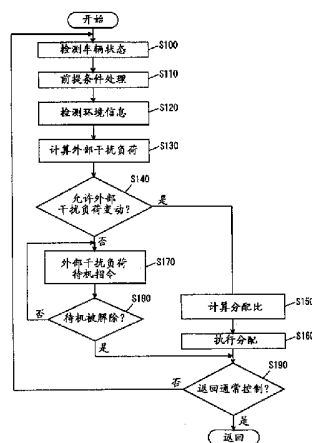 开始
检测车辆状态
S100
前提条件处理
S110
检测环境信息
S120
计算外部干扰负荷
S130
S140
允许外部
干扰负荷变动?
是
否
外部干扰负荷
待机指令
S170
S180
待机被解除?
否
是
计算分配比
S150
执行分配
S160
S190
返回通常控制?
否
是
返回